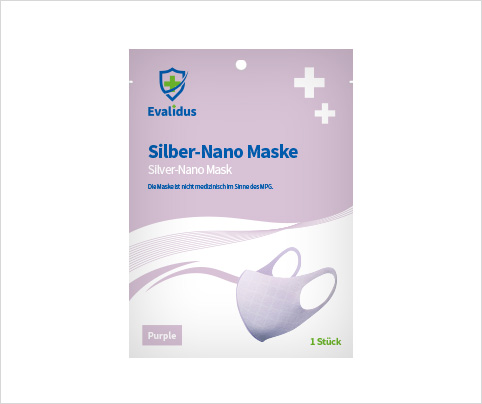 Evalidus
Silber-Nano Maske
Silver-Nano Mask
Die Maske ist nicht medizinisch im Sinne des MPG.
Purple
1 Stück